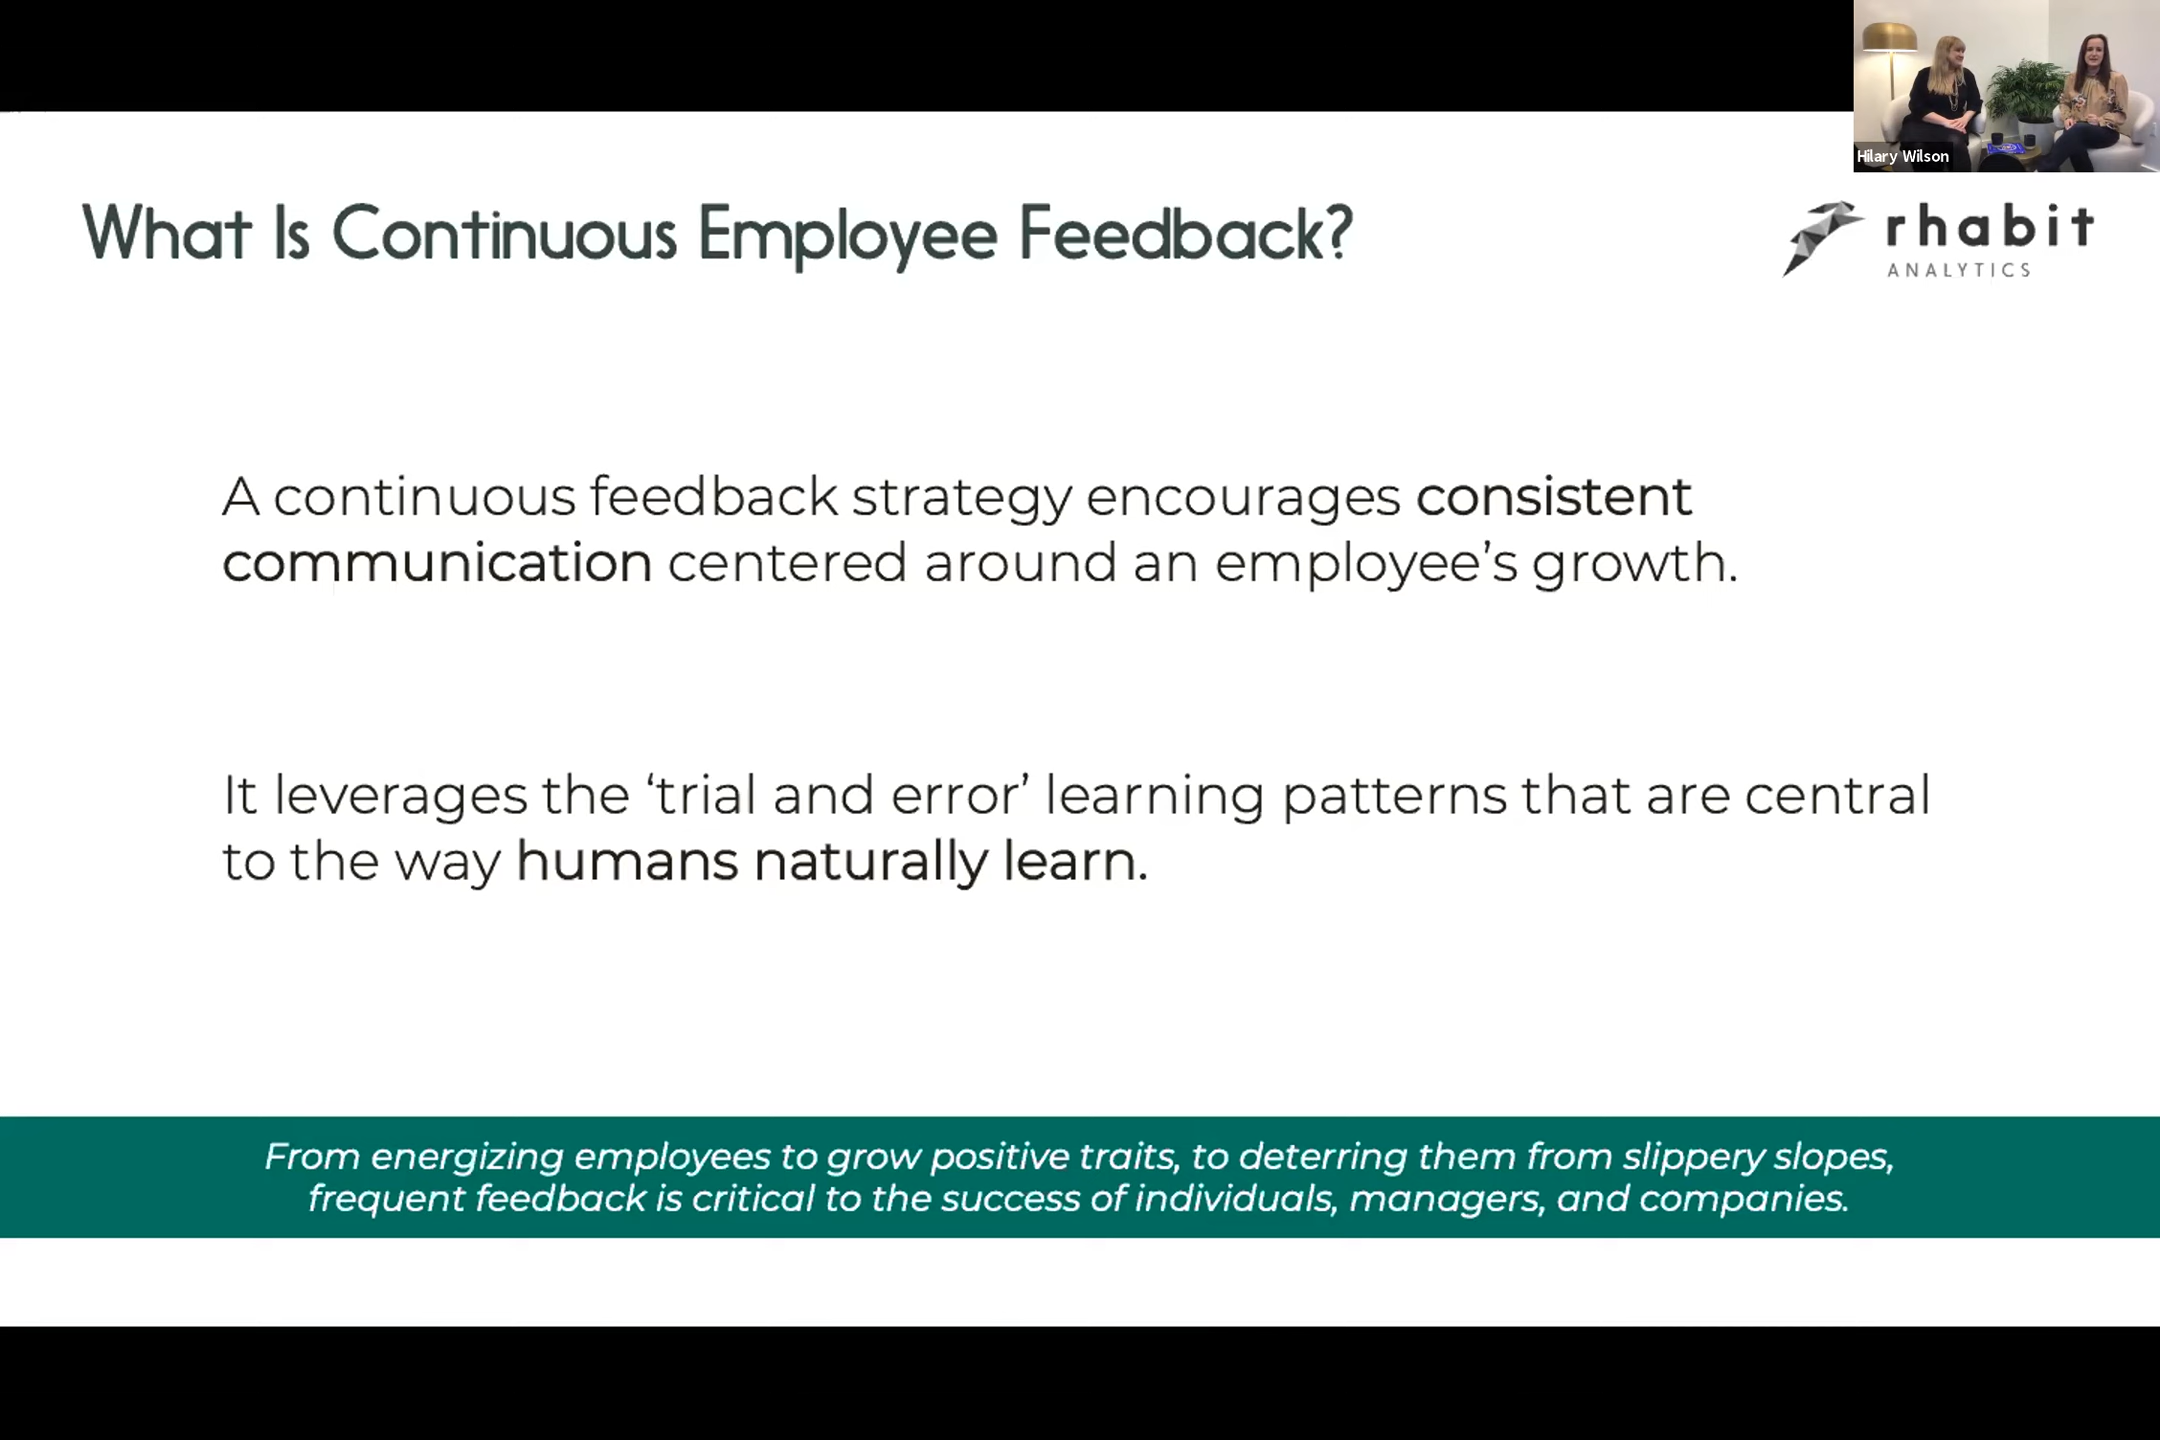 Hilary Wilson
What Is Continuous Employee Feedback?
rhabit
ANALYTICS
A continuous feedback strategy encourages consistent
communication centered around an employee’s growth.
It leverages the ‘trial and error’ learning patterns that are central
to the way humans naturally learn.
From energizing employees to grow positive traits, to deterring them from slippery slopes,
frequent feedback is critical to the success of individuals, managers, and companies.